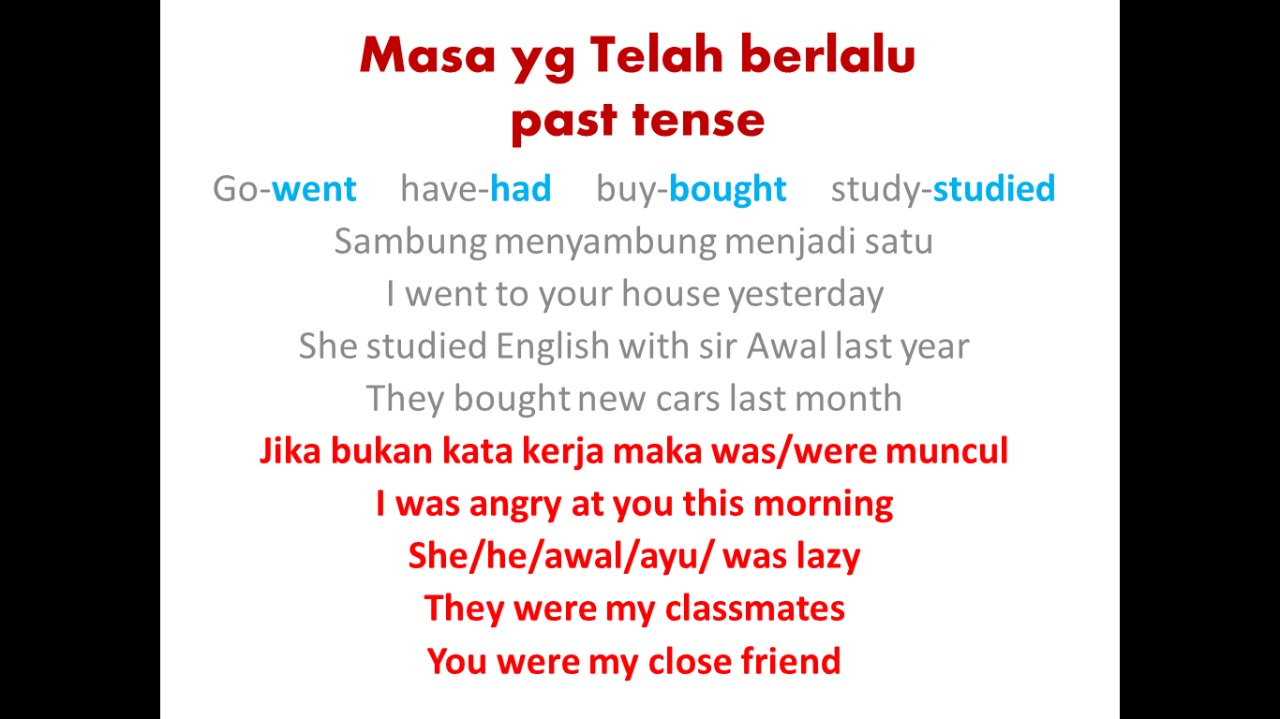 Masa yg Telah berlalu
past tense
Go-went have-had buy-bought study-studied
Sambung menyambung menjadi satu
I went to your house yesterday
She studied English with sir Awal last year
They bought new cars last month
Jika bukan kata kerja maka was/were muncul
I was angry at you this morning
She/he/awal/ayu/ was lazy
They were my classmates
You were my close friend